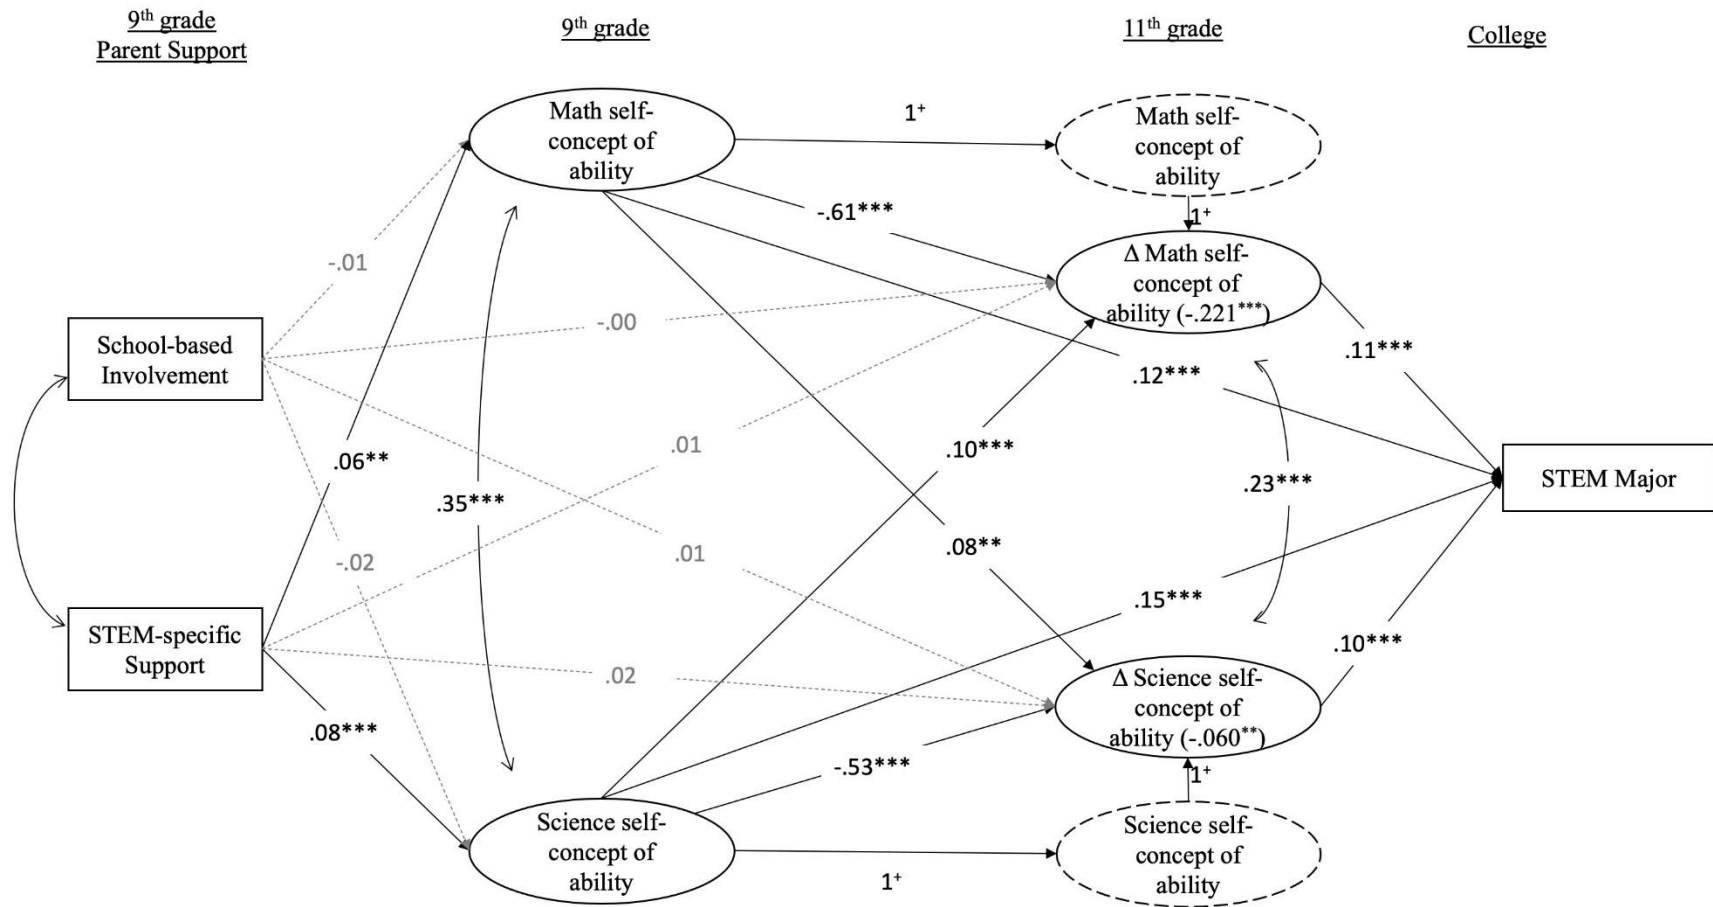 9th grade
Parent Support
9th grade
11th grade
College
Math self-
concept of
ability
1+
Math self-
concept of
ability
-.61***
1+
Δ Math self-
concept of
ability (-.221***)
-.01
-.00
School-based
Involvement
.11***
.12***
.01
.10***
.06**
.35***
.23***
STEM Major
-.02
.01
.08**
.15***
STEM-specific
Support
.02
.10***
Δ Science self-
concept of
ability (-.060**)
.08***
-.53***
1+
Science self-
concept of
ability
1+
Science self-
concept of
ability